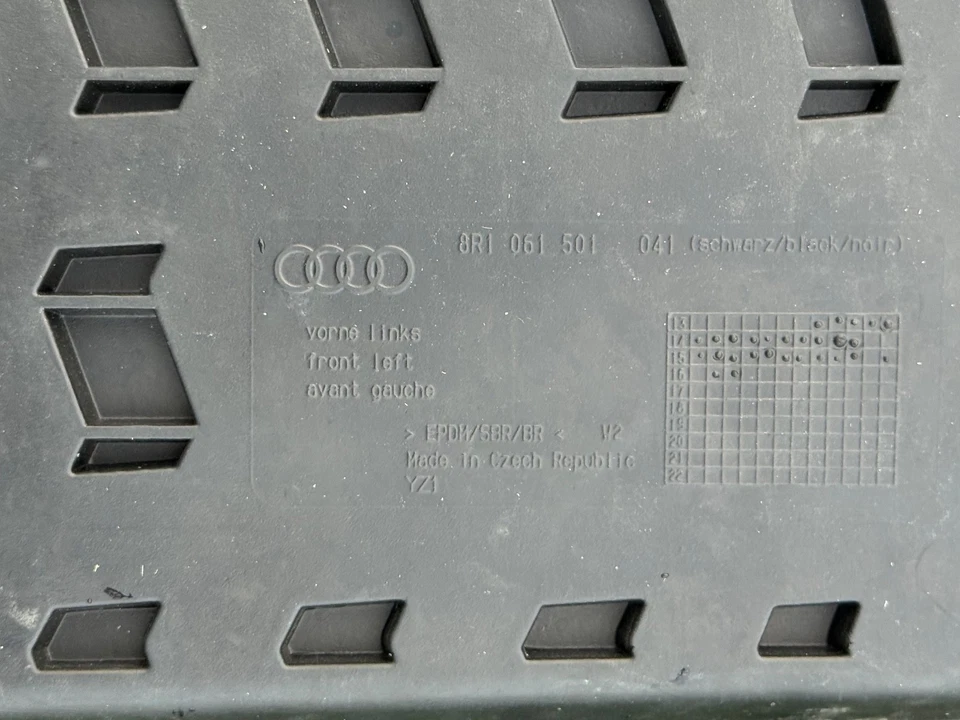 8R1 061 501 041 (schwarz/black/noir)
vorne links
front left
avant gauche
> EPDM/SBR/BR < W2
Made in Czech Republic
YZ1
13
14
15
16
17
18
19
20
21
22